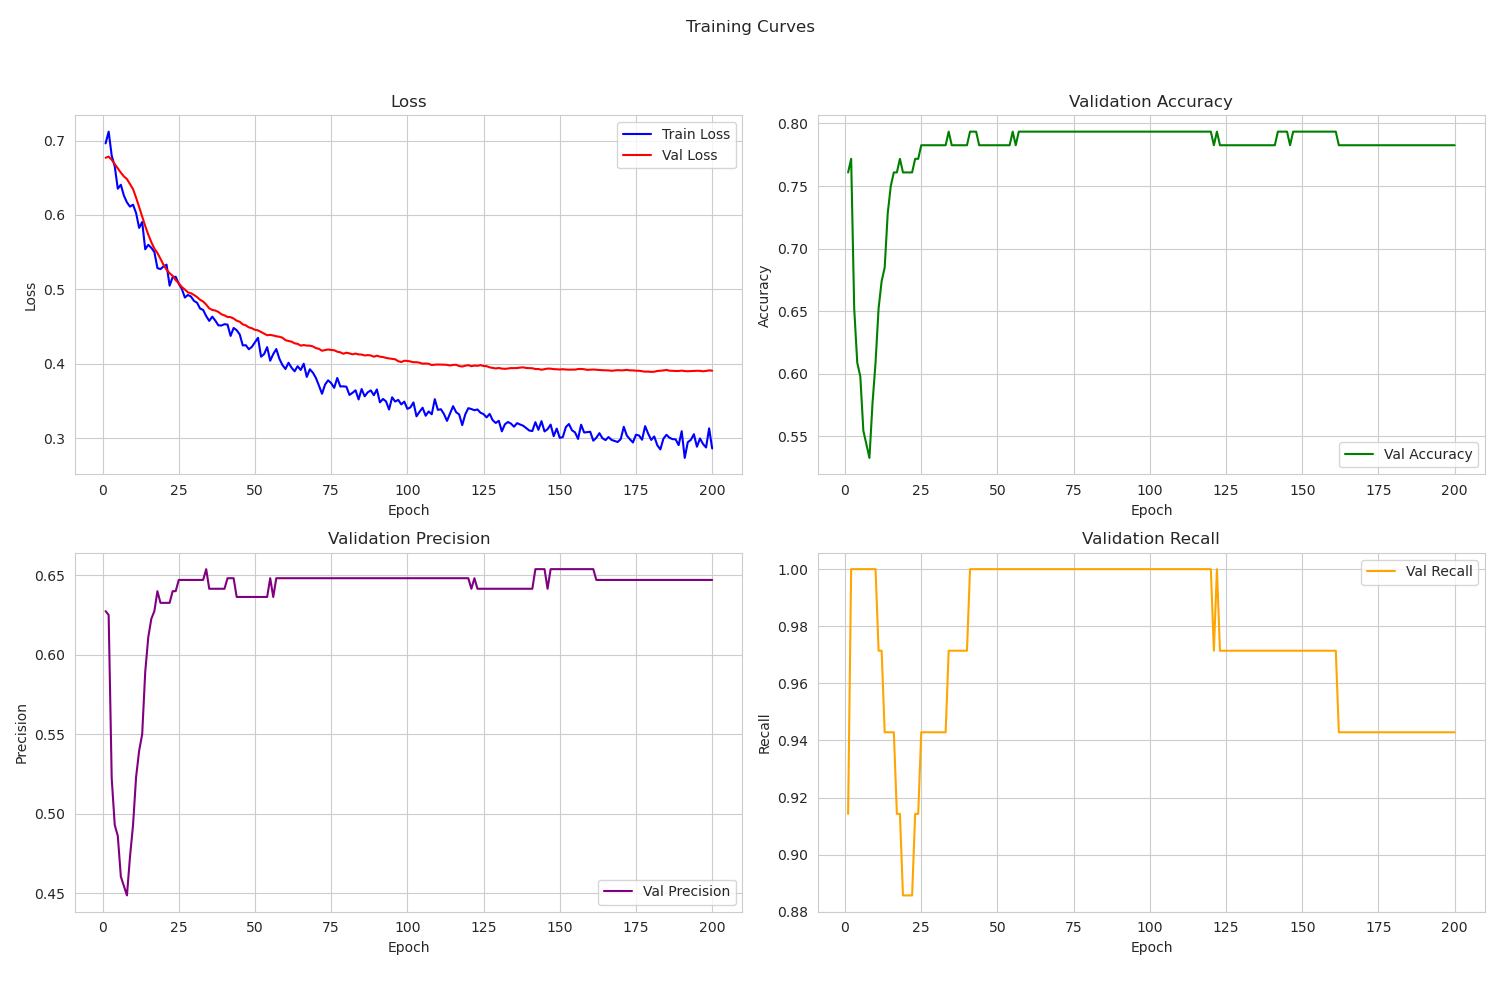 Training Curves
Loss
Train Loss
Val Loss
0.7
0.6
0.5
0.4
0.3
Loss
0 25 50 75 100 125 150 175 200
Epoch
Validation Accuracy
0.80
0.75
0.70
0.65
0.60
0.55
Accuracy
Val Accuracy
0 25 50 75 100 125 150 175 200
Epoch
Validation Precision
0.65
0.60
0.55
0.50
0.45
Precision
Val Precision
0 25 50 75 100 125 150 175 200
Epoch
Validation Recall
Val Recall
1.00
0.98
0.96
0.94
0.92
0.90
0.88
Recall
0 25 50 75 100 125 150 175 200
Epoch